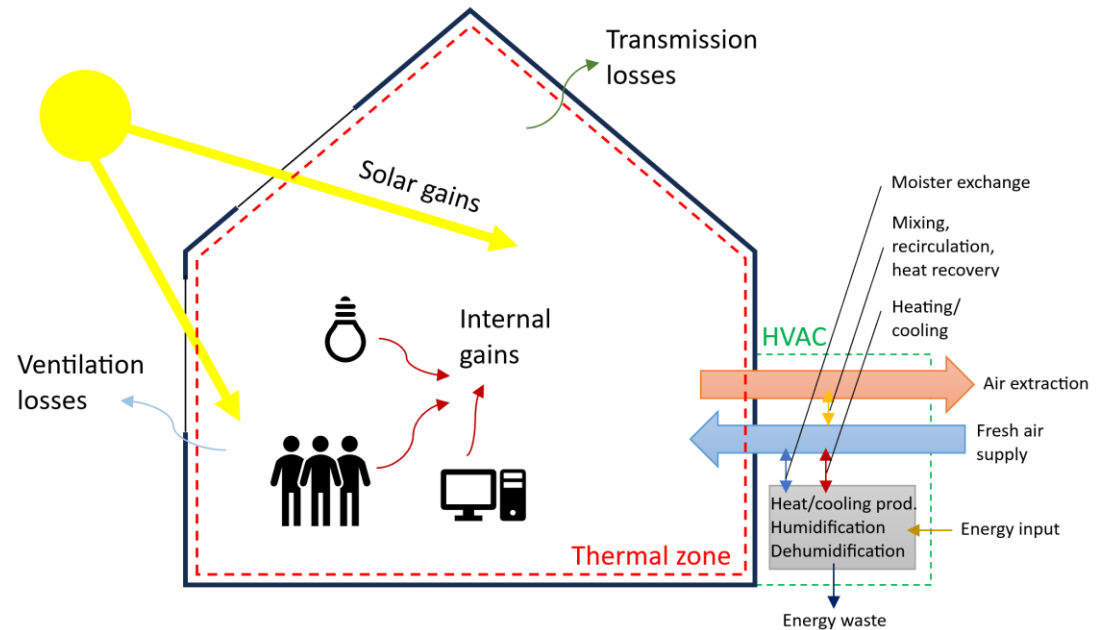 Transmission
losses
Solar gains
Moister exchange
Mixing,
recirculation,
heat recovery
Heating/
cooling
Internal
gains
HVAC
Ventilation
losses
Air extraction
Fresh air
supply
Heat/cooling prod.
Humidification
Dehumidification
Energy input
Thermal zone
Energy waste